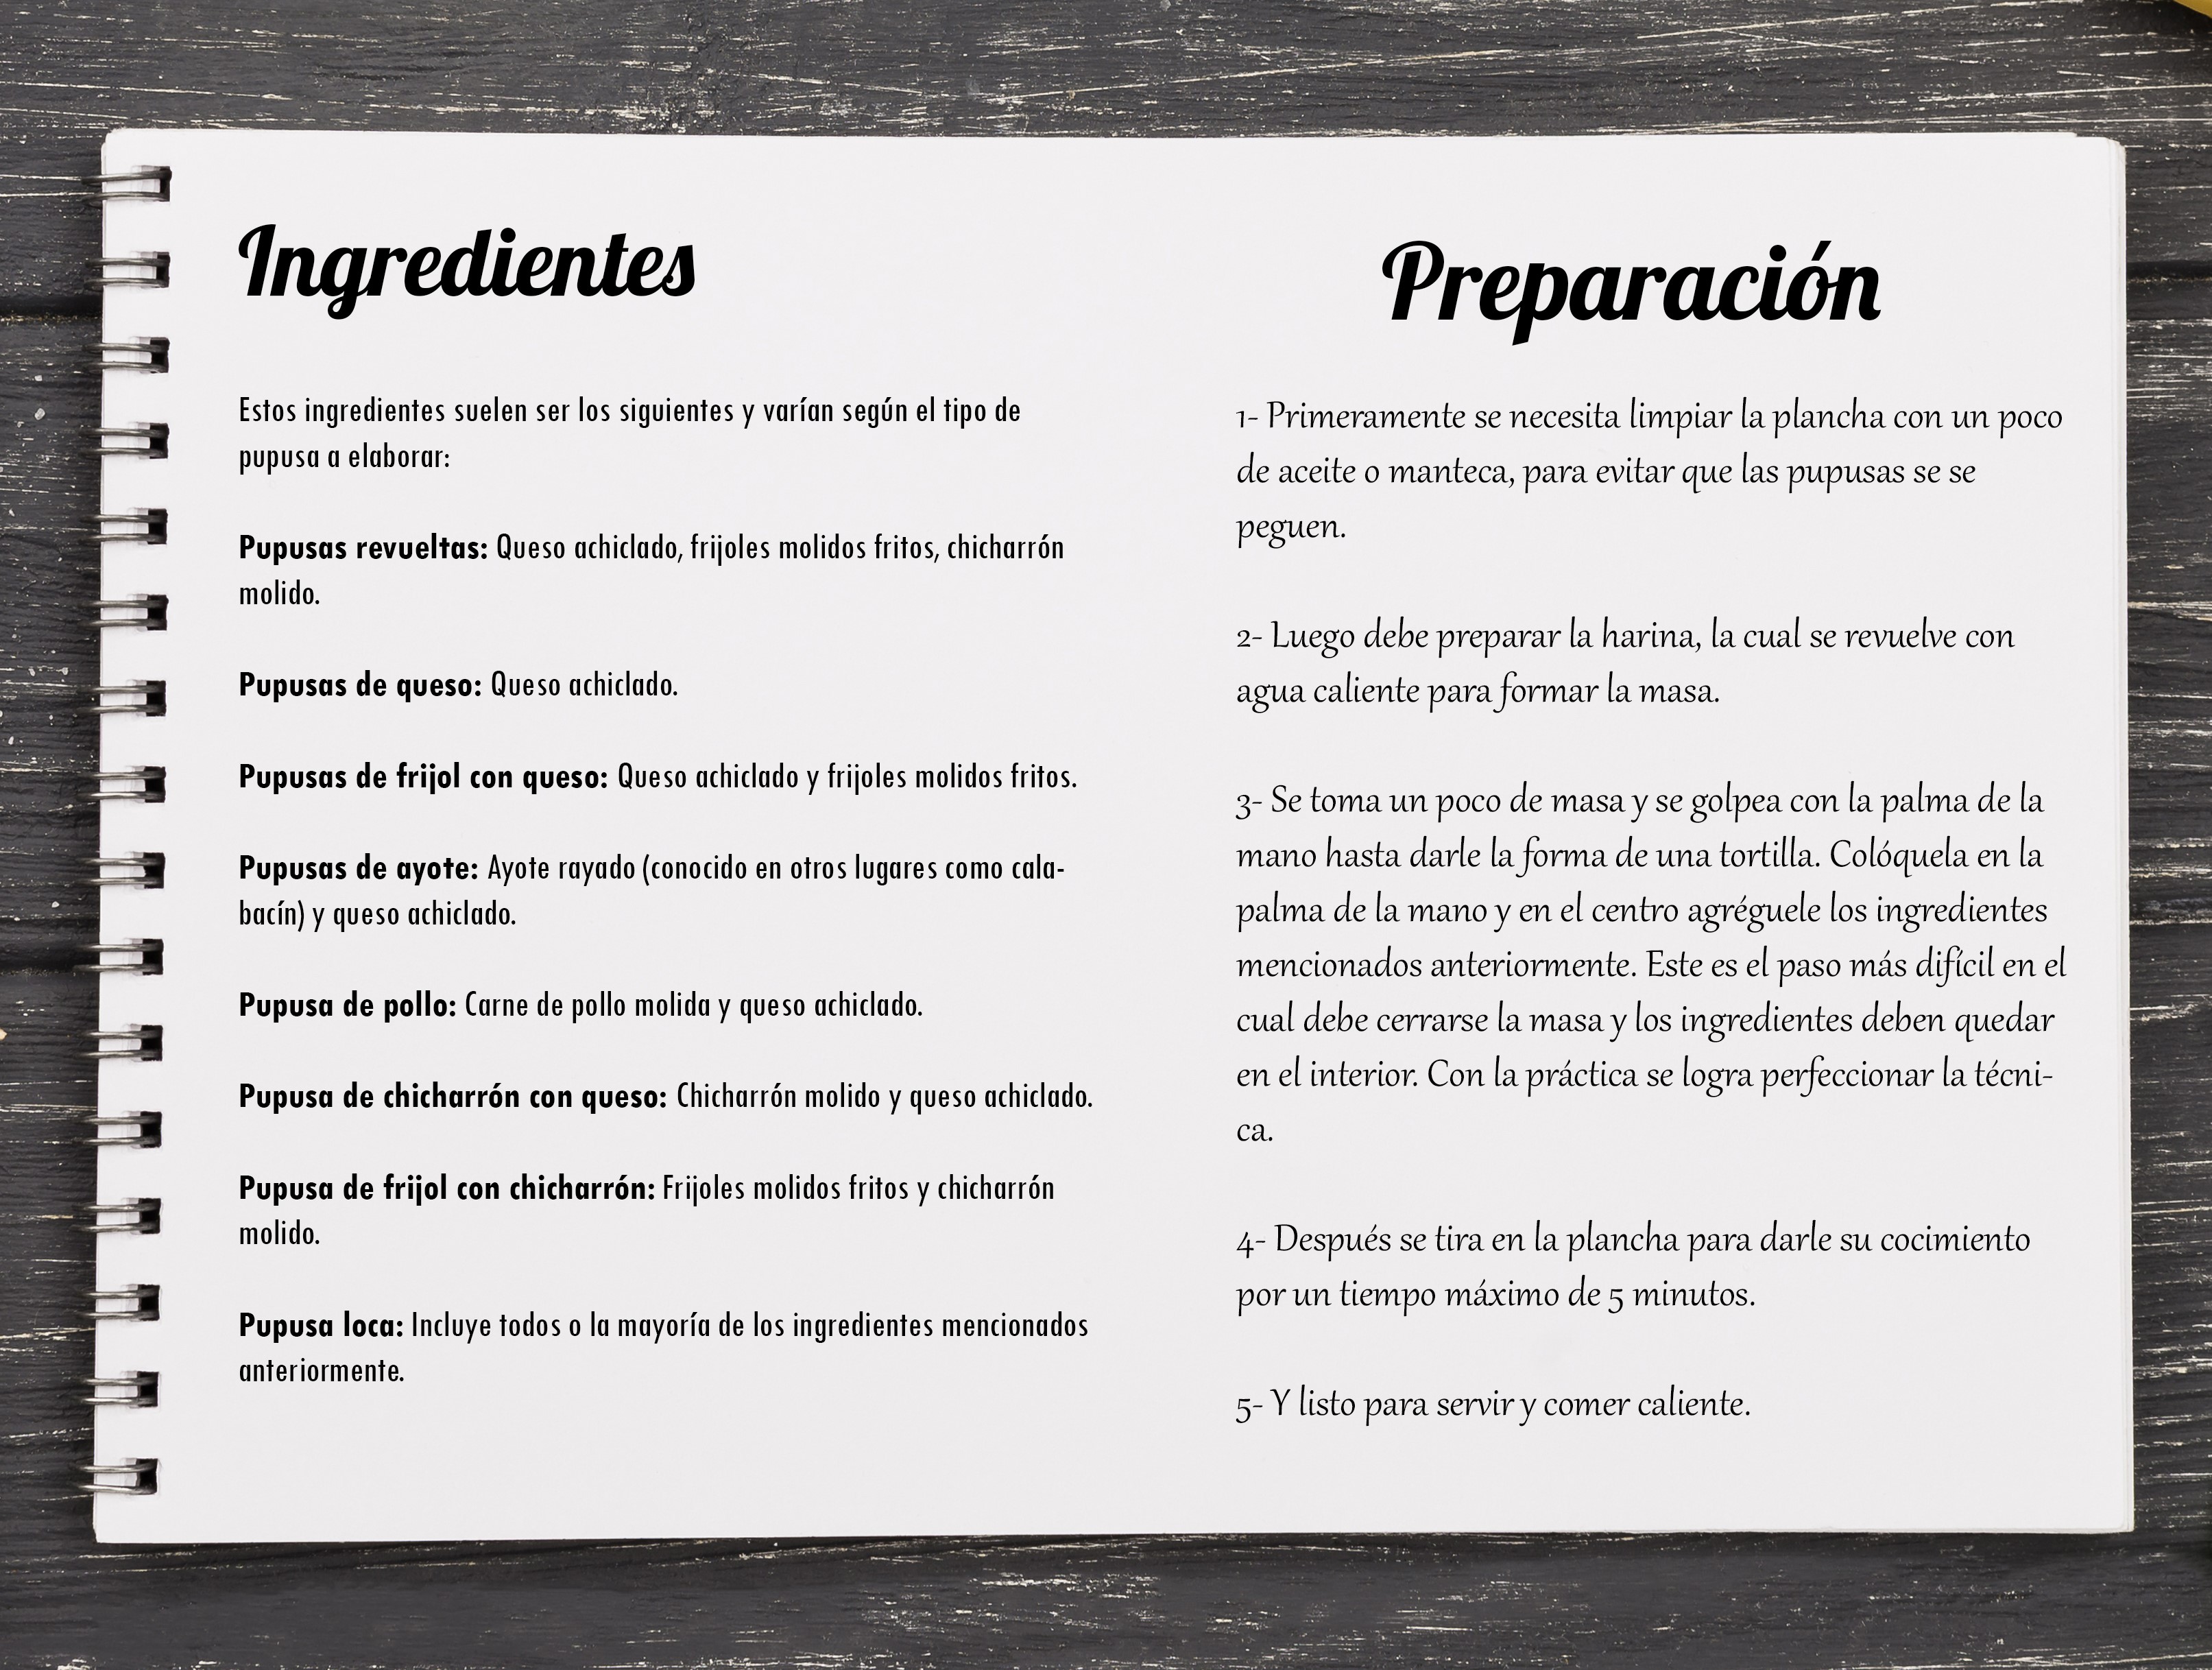 Ingredientes
Estos ingredientes suelen ser los siguientes y varían según el tipo de
pupusa a elaborar:
Pupusas revueltas: Queso achiclado, frijoles molidos fritos, chicharrón
molido.
Pupusas de queso: Queso achiclado.
Pupusas de frijol con queso: Queso achiclado y frijoles molidos fritos.
Pupusas de ayote: Ayote rayado (conocido en otros lugares como cala-
bacín) y queso achiclado.
Pupusa de pollo: Carne de pollo molida y queso achiclado.
Pupusa de chicharrón con queso: Chicharrón molido y queso achiclado.
Pupusa de frijol con chicharrón: Frijoles molidos fritos y chicharrón
molido.
Pupusa loca: Incluye todos o la mayoría de los ingredientes mencionados
anteriormente.
Preparación
1- Primeramente se necesita limpiar la plancha con un poco
de aceite o manteca, para evitar que las pupusas se se
peguen.
2- Luego debe preparar la harina, la cual se revuelve con
agua caliente para formar la masa.
3- Se toma un poco de masa y se golpea con la palma de la
mano hasta darle la forma de una tortilla. Colóquela en la
palma de la mano y en el centro agréguele los ingredientes
mencionados anteriormente. Este es el paso más difícil en el
cual debe cerrarse la masa y los ingredientes deben quedar
en el interior. Con la práctica se logra perfeccionar la técni-
ca.
4- Después se tira en la plancha para darle su cocimiento
por un tiempo máximo de 5 minutos.
5- Y listo para servir y comer caliente.